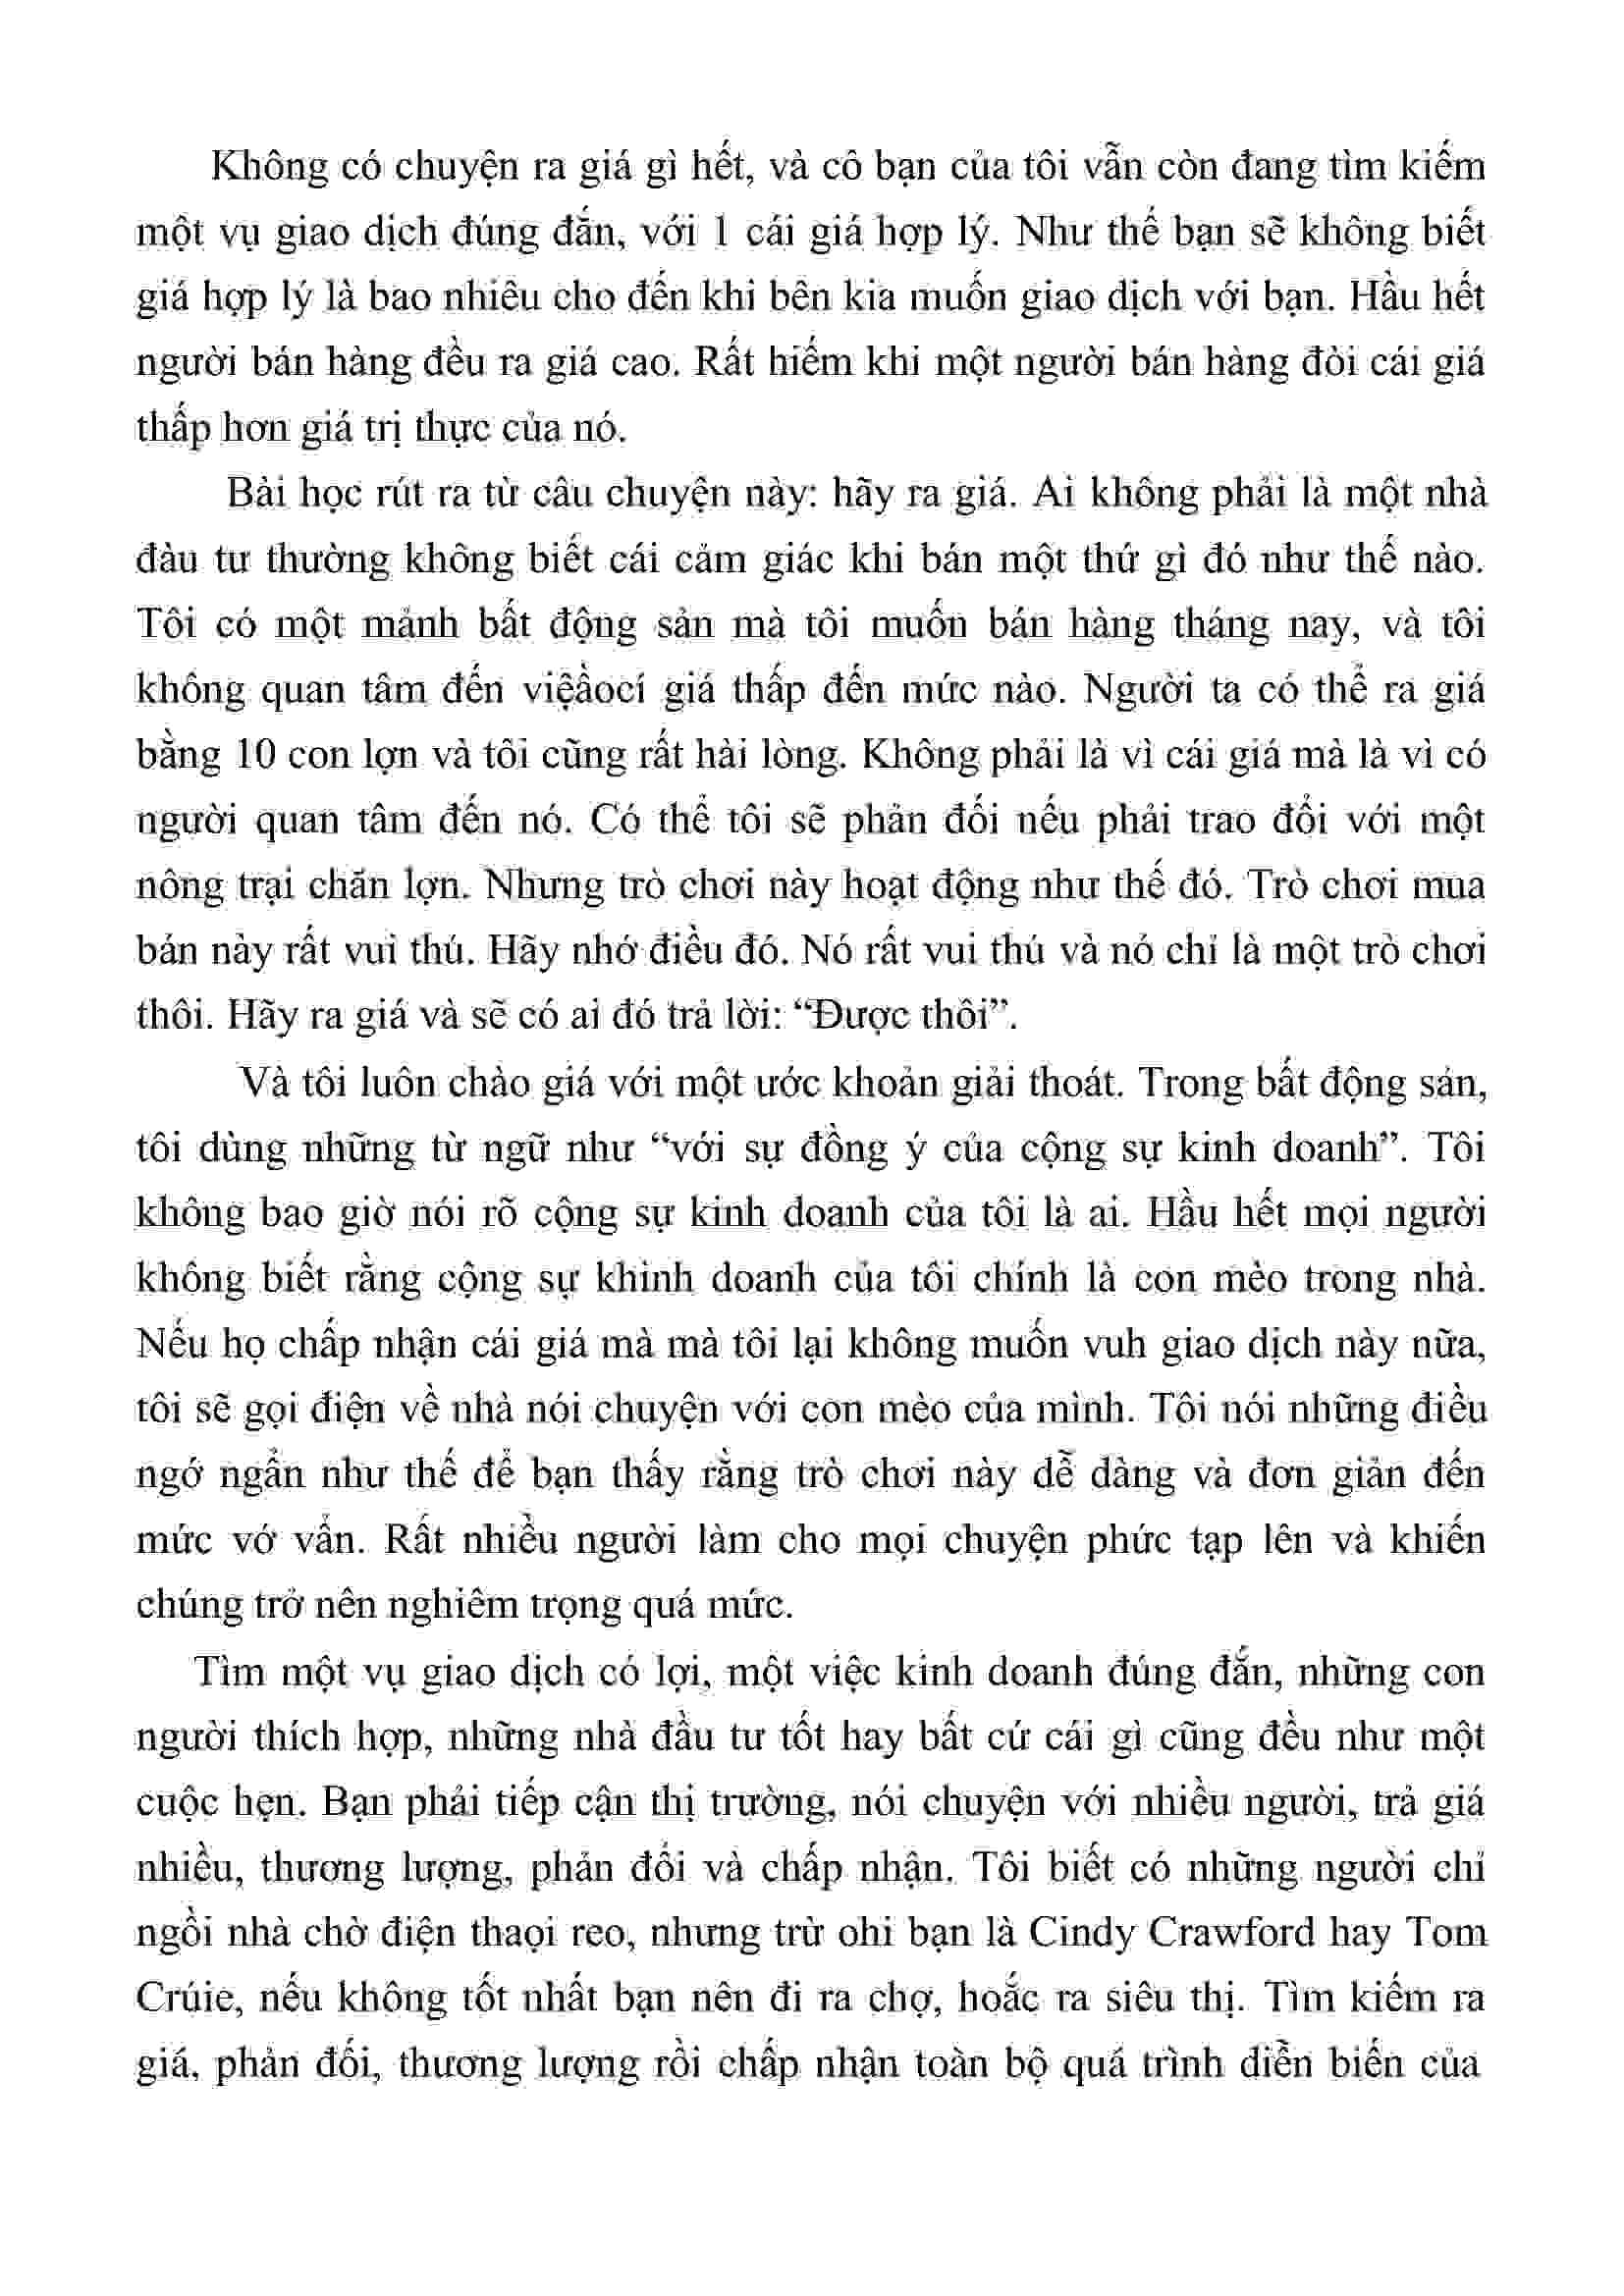 Không có chuyện ra giá gì hết, và cô bạn của tôi vẫn còn đang tìm kiếm
một vụ giao dịch đúng đắn, với 1 cái giá hợp lý. Như thế bạn sẽ không biết
giá hợp lý là bao nhiêu cho đến khi bên kia muốn giao dịch với bạn. Hầu hết
người bán hàng đều ra giá cao. Rất hiếm khi một người bán hàng đòi cái giá
thấp hơn giá trị thực của nó.
Bài học rút ra từ câu chuyện này: hãy ra giá. Ai không phải là một nhà
đàu tư thường không biết cái cảm giác khi bán một thứ gì đó như thế nào.
Tôi có một mảnh bất động sản mà tôi muốn bán hàng tháng nay, và tôi
không quan tâm đến việầocí giá thấp đến mức nào. Người ta có thể ra giá
bằng 10 con lợn và tôi cũng rất hài lòng. Không phải là vì cái giá mà là vì có
người quan tâm đến nó. Có thể tôi sẽ phản đối nếu phải trao đổi với một
nông trại chăn lợn. Nhưng trò chơi này hoạt động như thế đó. Trò chơi mua
bán này rất vui thú. Hãy nhớ điều đó. Nó rất vui thú và nó chỉ là một trò chơi
thôi. Hãy ra giá và sẽ có ai đó trả lời: “Được thôi”.
Và tôi luôn chào giá với một ước khoản giải thoát. Trong bất động sản,
tôi dùng những từ ngữ như “với sự đồng ý của cộng sự kinh doanh”. Tôi
không bao giờ nói rõ cộng sự kinh doanh của tôi là ai. Hầu hết mọi người
không biết rằng cộng sự khinh doanh của tôi chính là con mèo trong nhà.
Nếu họ chấp nhận cái giá mà mà tôi lại không muốn vuh giao dịch này nữa,
tôi sẽ gọi điện về nhà nói chuyện với con mèo của mình. Tôi nói những điều
ngớ ngẩn như thế để bạn thấy rằng trò chơi này dễ dàng và đơn giản đến
mức vớ vẩn. Rất nhiều người làm cho mọi chuyện phức tạp lên và khiến
chúng trở nên nghiêm trọng quá mức.
Tìm một vụ giao dịch có lợi, một việc kinh doanh đúng đắn, những con
người thích hợp, những nhà đầu tư tốt hay bất cứ cái gì cũng đều như một
cuộc hẹn. Bạn phải tiếp cận thị trường, nói chuyện với nhiều người, trả giá
nhiều, thương lượng, phản đối và chấp nhận. Tôi biết có những người chỉ
ngồi nhà chờ điện thaọi reo, nhưng trừ ohi bạn là Cindy Crawford hay Tom
Crúie, nếu không tốt nhất bạn nên đi ra chợ, hoắc ra siêu thị. Tìm kiếm ra
giá, phản đối, thương lượng rồi chấp nhận toàn bộ quá trình diễn biến của